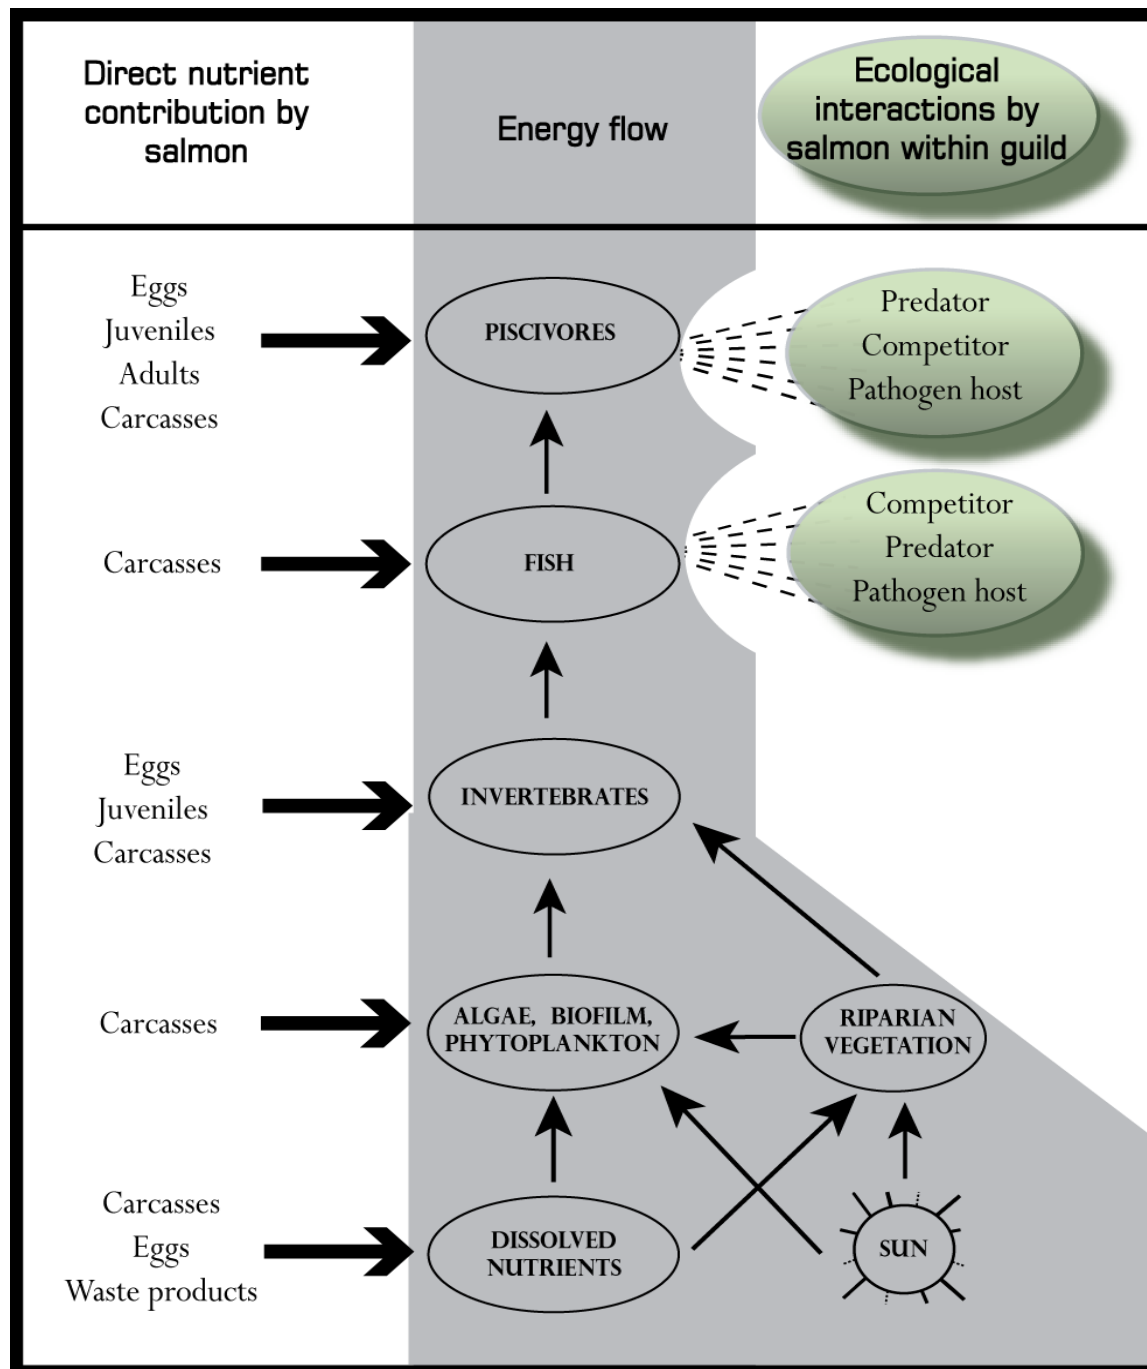 Direct nutrient
contribution by
salmon
Energy flow
Ecological
interactions by
salmon within guild
Eggs
Juveniles
Adults
Carcasses
PISCIVORES
Predator
Competitor
Pathogen host
Carcasses
FISH
Competitor
Predator
Pathogen host
Eggs
Juveniles
Carcasses
INVERTEBRATES
Carcasses
ALGAE, BIOFILM,
PHYTOPLANKTON
RIPARIAN
VEGETATION
Carcasses
Eggs
Waste products
DISSOLVED
NUTRIENTS
SUN